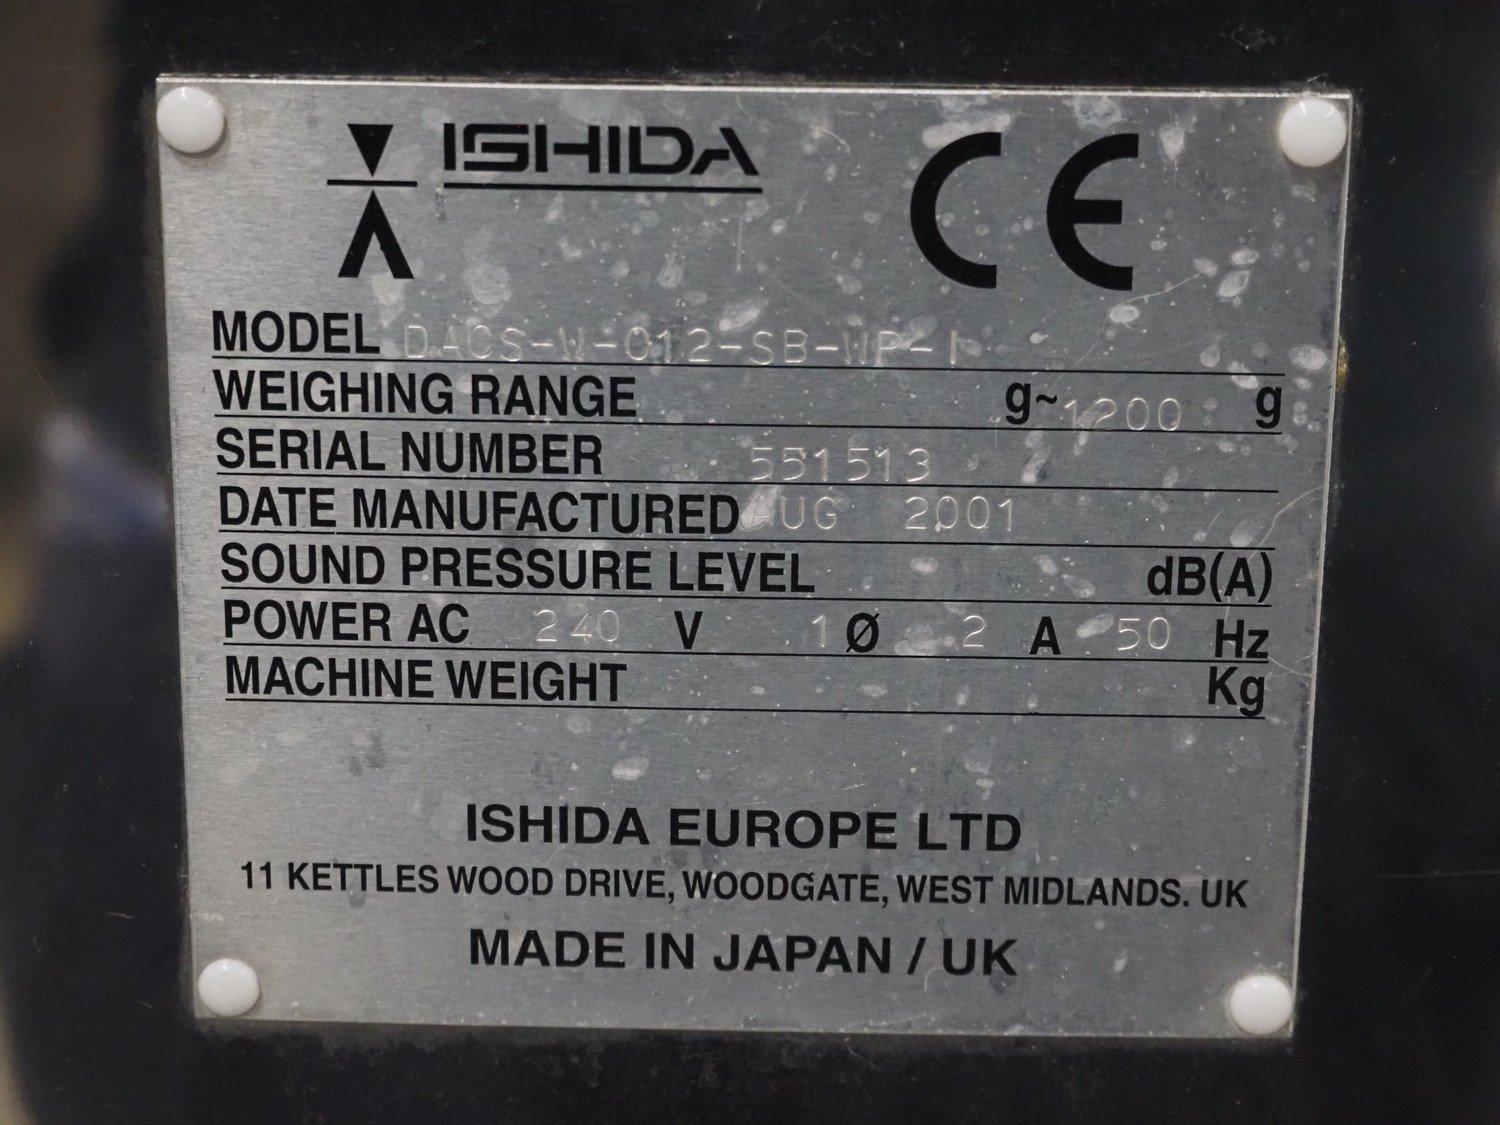 ISHIDA CE
MODEL DACS-W-012-SB-WP-I
WEIGHING RANGE g~1200 g
SERIAL NUMBER 551513
DATE MANUFACTURED AUG 2001
SOUND PRESSURE LEVEL dB(A)
POWER AC 240 V 1 Ø 2 A 50 Hz
MACHINE WEIGHT Kg
ISHIDA EUROPE LTD
11 KETTLES WOOD DRIVE, WOODGATE, WEST MIDLANDS. UK
MADE IN JAPAN / UK